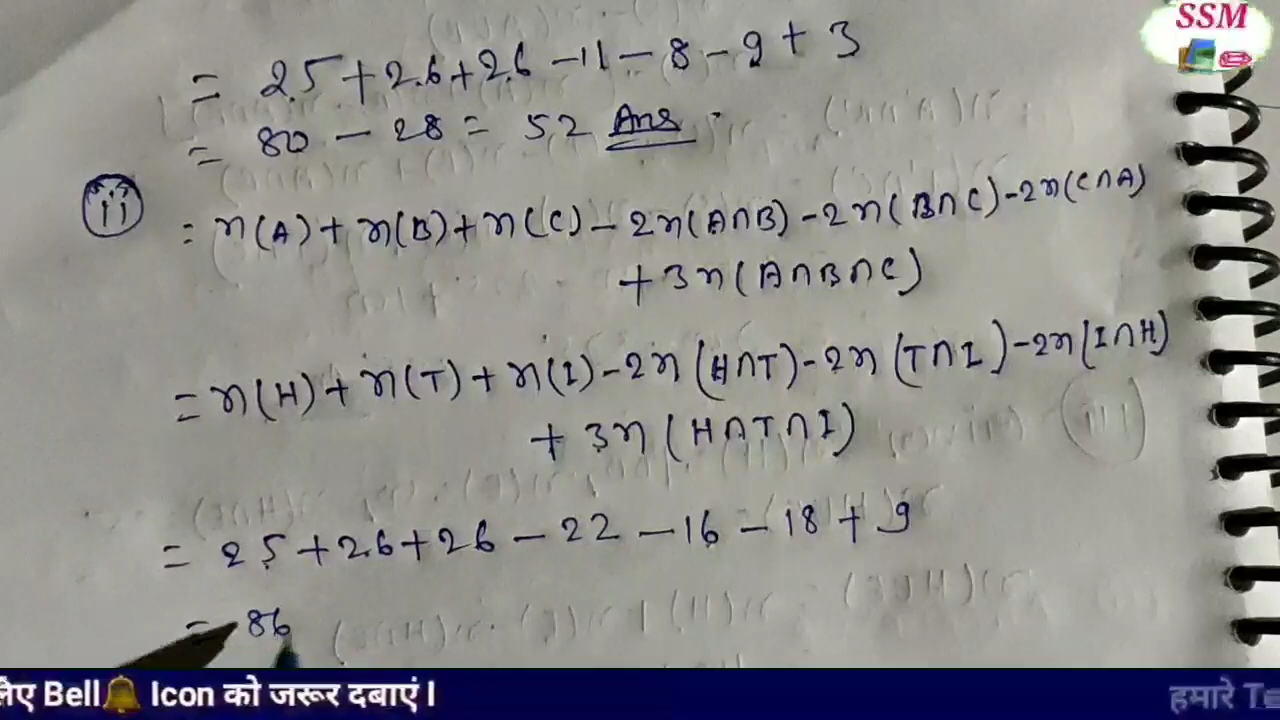 SSM
= 25 + 26 + 26 - 11 - 8 - 9 + 3
= 80 - 28 = 52 Ans.
(ii)
= n(A) + n(B) + n(C) - 2n(A∩B) - 2n(B∩C) - 2n(C∩A)
+ 3n(A∩B∩C)
= n(H) + n(T) + n(I) - 2n(H∩T) - 2n(T∩I) - 2n(I∩H)
+ 3n(H∩T∩I)
= 25 + 26 + 26 - 22 - 16 - 18 + 9
= 86
लिए Bell🔔 Icon को जरूर दबाएं। हमारे